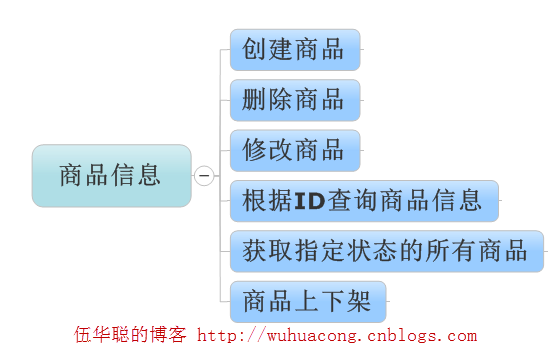 创建商品
删除商品
修改商品
商品信息
根据ID查询商品信息
获取指定状态的所有商品
商品上下架
伍华聪的博客 http://wuhuacong.cnblogs.com